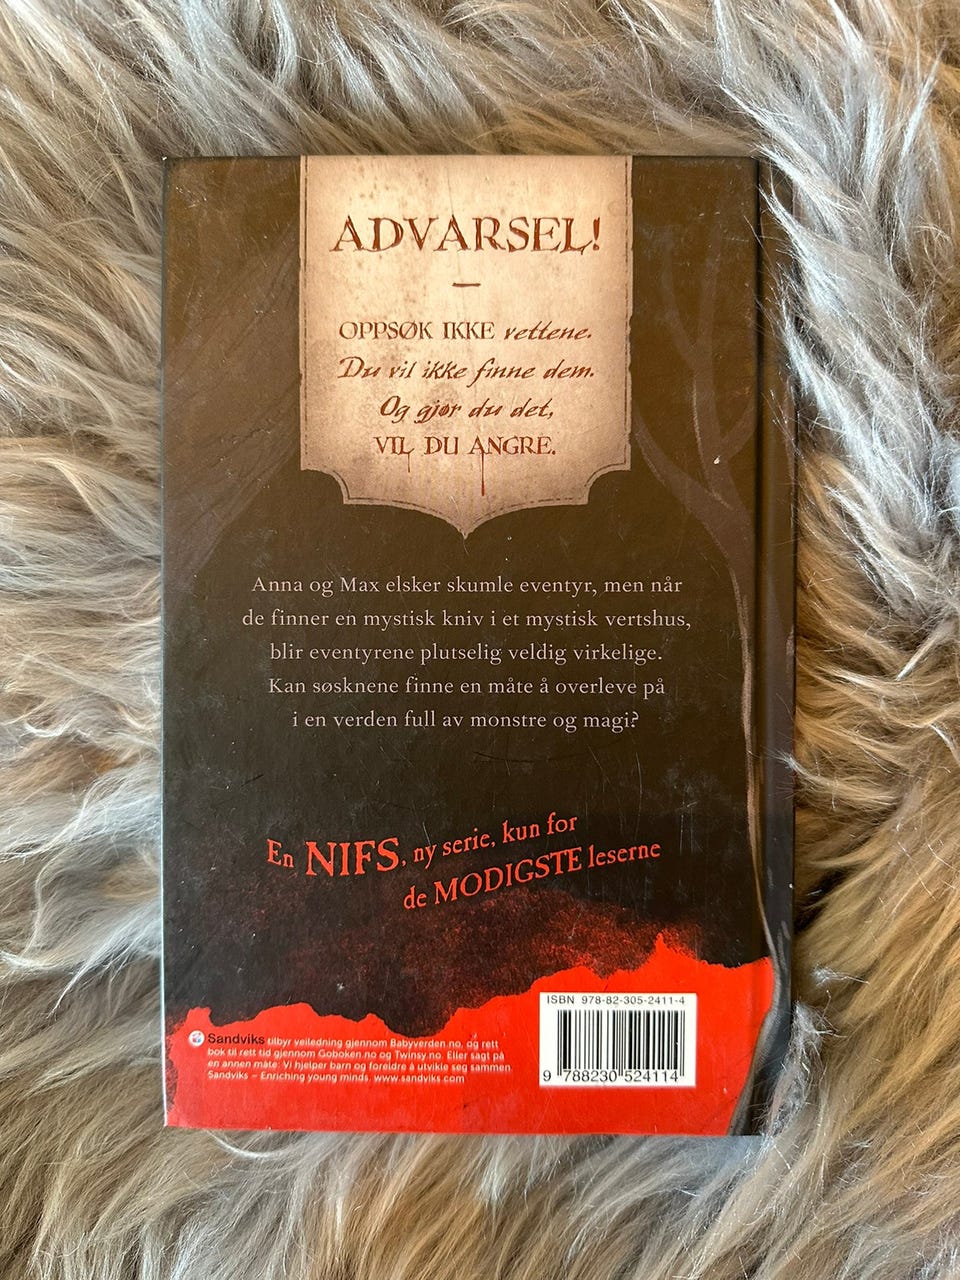 ADVARSEL!
—
OPPSØK IKKE vettene.
Du vil ikke finne dem.
Og gjør du det,
VIL DU ANGRE.
Anna og Max elsker skumle eventyr, men når
de finner en mystisk kniv i et mystisk vertshus,
blir eventyrene plutselig veldig virkelige.
Kan søsknene finne en måte å overleve på
i en verden full av monstre og magi?
En NIFS, ny serie, kun for
de MODIGSTE leserne
ISBN 978-82-305-2411-4
Sandviks tilbyr veiledning gjennom Babyverden.no, og rett
bok til rett tid gjennom Goboken.no og Twinsy.no. Eller sagt på
en annen måte: Vi hjelper barn og foreldre å utvikle seg sammen.
Sandviks – Enriching young minds. www.sandviks.com
9 788230 524114